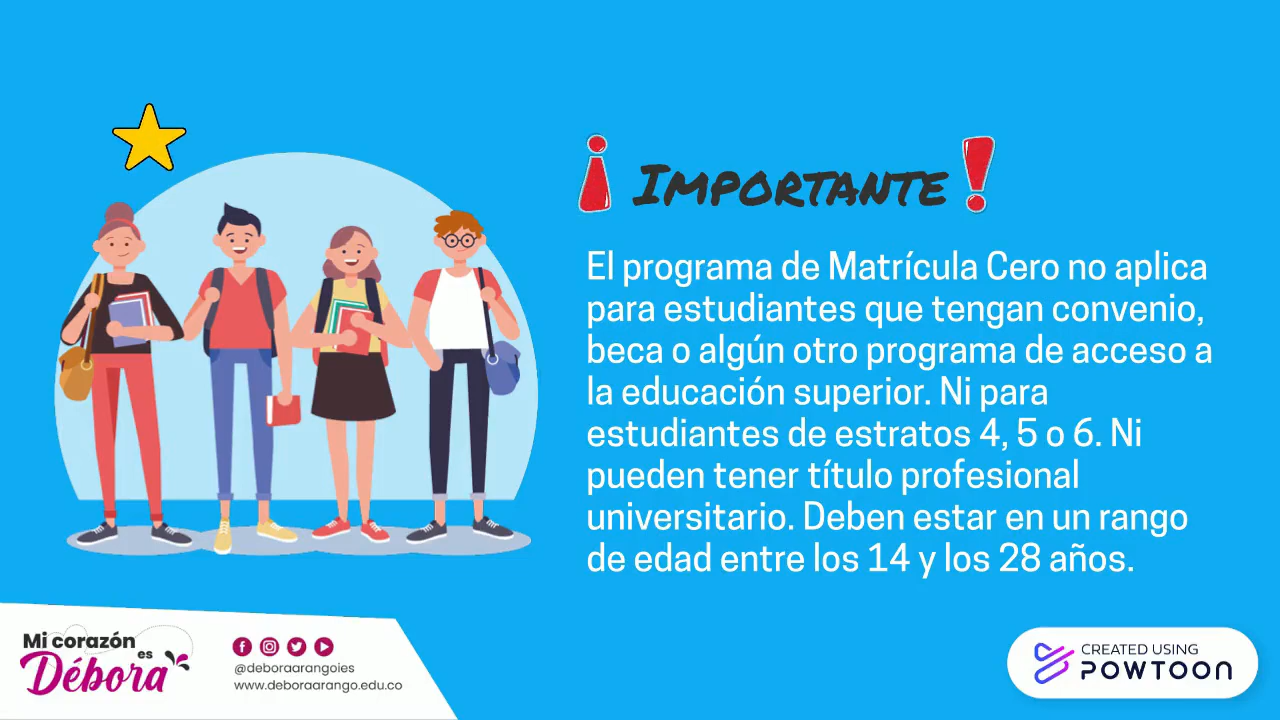 ¡Importante!
El programa de Matrícula Cero no aplica
para estudiantes que tengan convenio,
beca o algún otro programa de acceso a
la educación superior. Ni para
estudiantes de estratos 4, 5 o 6. Ni
pueden tener título profesional
universitario. Deben estar en un rango
de edad entre los 14 y los 28 años.
Mi corazón
es
Débora
@deboraarangoies
www.deboraarango.edu.co
CREATED USING
POWTOON